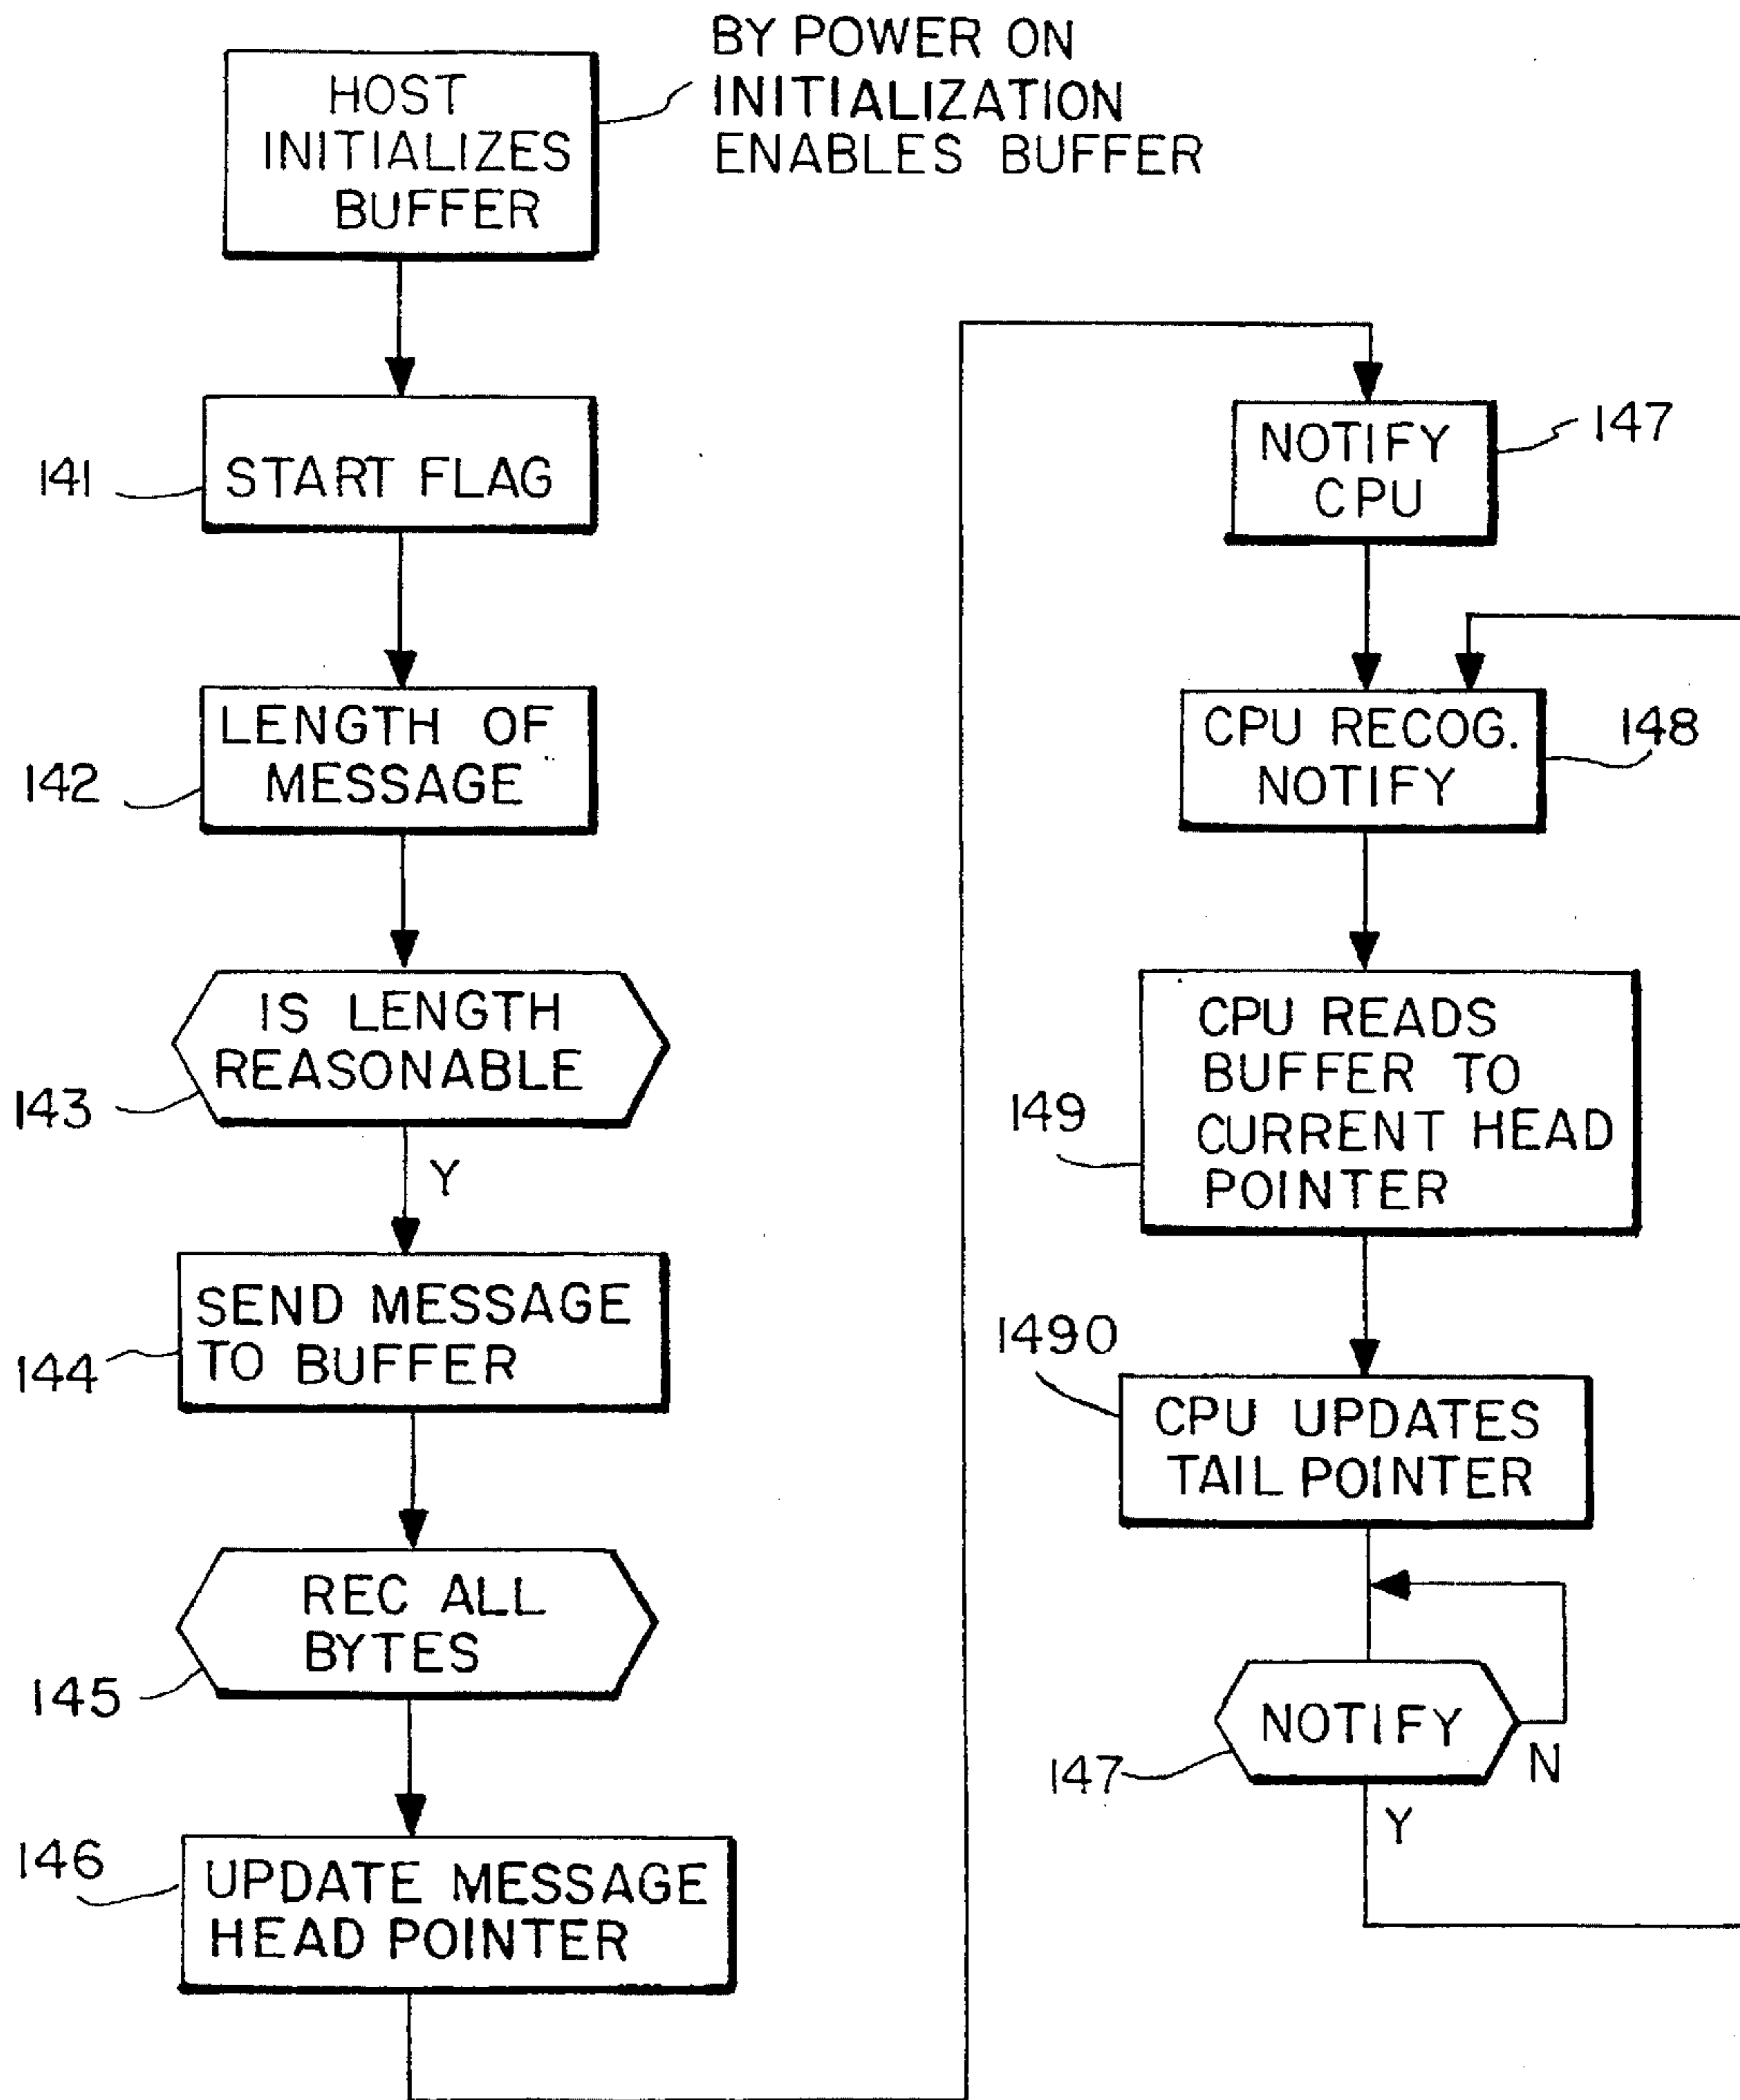 HOST
INITIALIZES
BUFFER
BY POWER ON
INITIALIZATION
ENABLES BUFFER
141
START FLAG
142
LENGTH OF
MESSAGE
143
IS LENGTH
REASONABLE
Y
144
SEND MESSAGE
TO BUFFER
145
REC ALL
BYTES
146
UPDATE MESSAGE
HEAD POINTER
NOTIFY
CPU
147
CPU RECOG.
NOTIFY
148
149
CPU READS
BUFFER TO
CURRENT HEAD
POINTER
1490
CPU UPDATES
TAIL POINTER
147
NOTIFY
N
Y